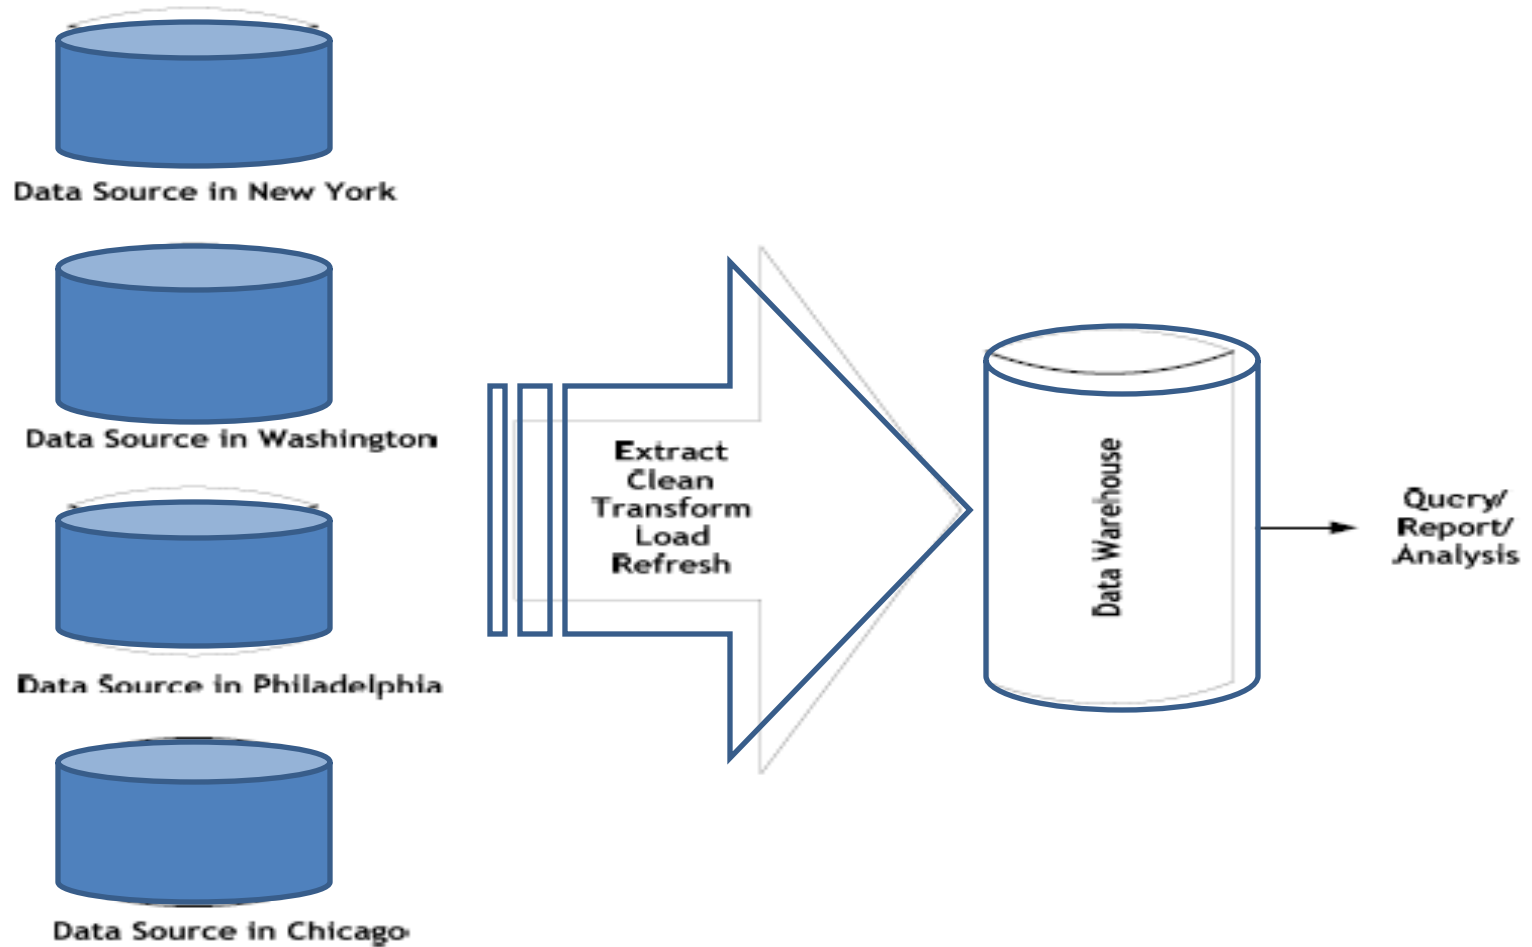 Data Source in New York
Data Source in Washington
Data Source in Philadelphia
Data Source in Chicago
Extract
Clean
Transform
Load
Refresh
Data Warehouse
Query/
Report/
Analysis